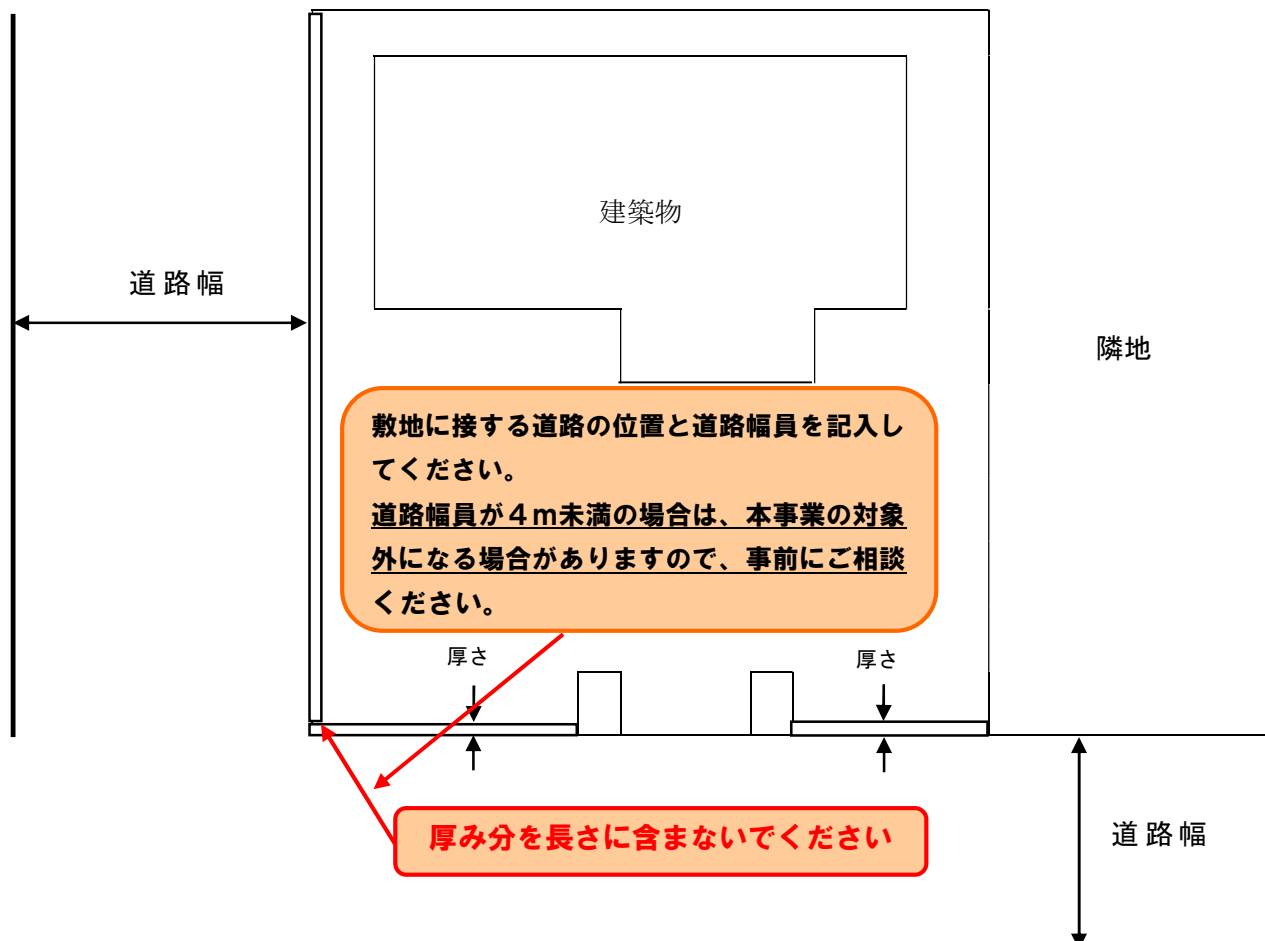 建築物
道路幅
隣地
敷地に接する道路の位置と道路幅員を記入し
てください。
道路幅員が４ｍ未満の場合は、本事業の対象
外になる場合がありますので、事前にご相談
ください。
厚さ
厚さ
厚み分を長さに含まないでください
道路幅